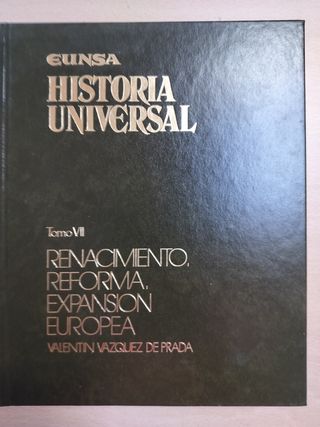 EUNSA
HISTORIA
UNIVERSAL
Tomo VII
RENACIMIENTO,
REFORMA,
EXPANSION
EUROPEA
VALENTIN VAZQUEZ DE PRADA